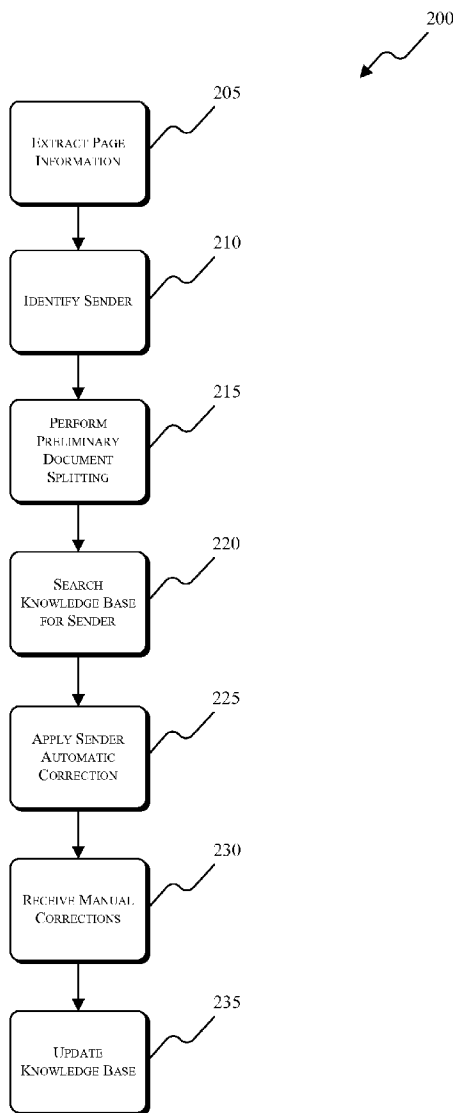 200
205
EXTRACT PAGE
INFORMATION
210
IDENTIFY SENDER
215
PERFORM
PRELIMINARY
DOCUMENT
SPLITTING
220
SEARCH
KNOWLEDGE BASE
FOR SENDER
225
APPLY SENDER
AUTOMATIC
CORRECTION
230
RECEIVE MANUAL
CORRECTIONS
235
UPDATE
KNOWLEDGE BASE